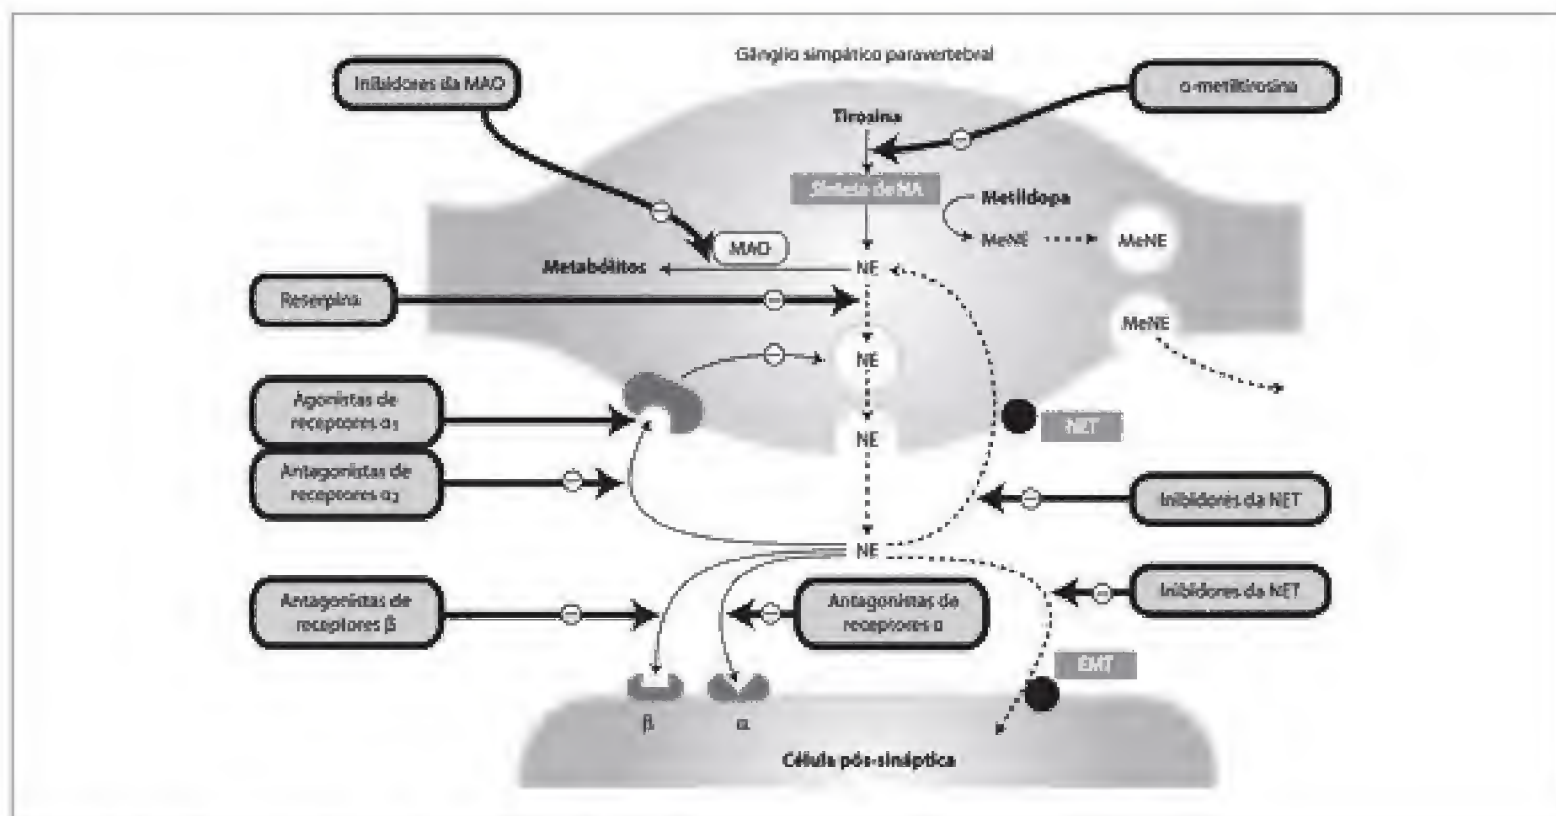 Gânglio simpático paravertebral
Inibidores da MAO
α-metiltirosina
Tirosina
Síntese de NA
Metildopa
MeNE
MeNE
MAO
Metabólitos
NE
Reserpina
MeNE
NE
Agonistas de
receptores α₁
NET
NE
Antagonistas de
receptores α₂
Inibidores da NET
NE
Antagonistas de
receptores β
Antagonistas de
receptores α
Inibidores da NET
EMT
β
α
Célula pós-sináptica